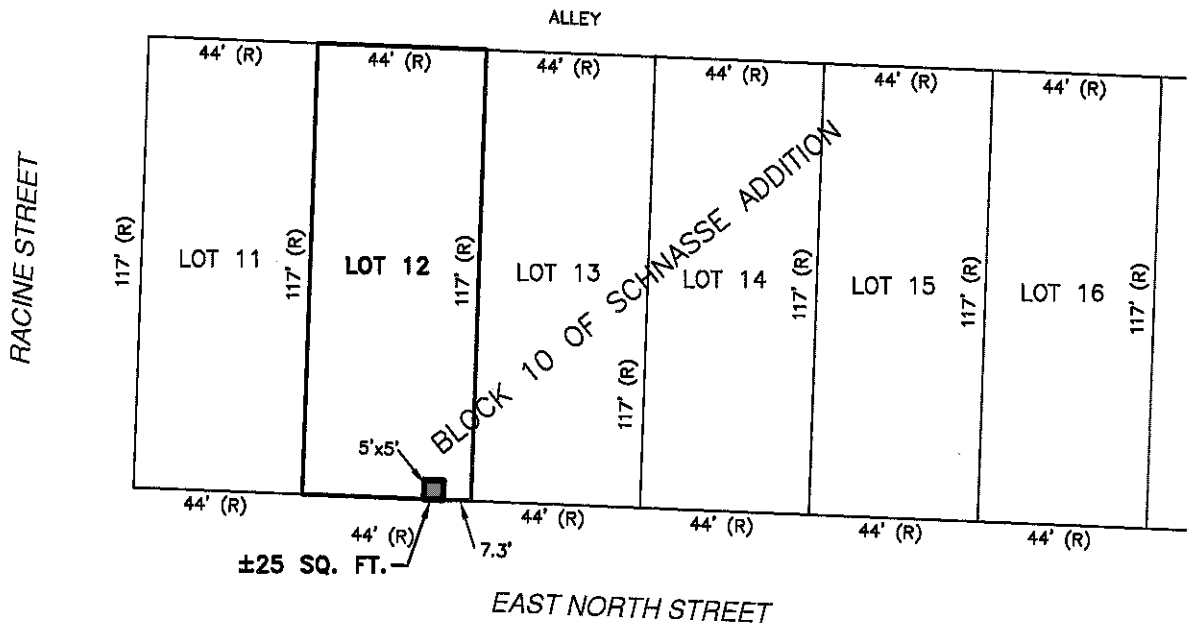 ALLEY
44' (R)
44' (R)
44' (R)
44' (R)
44' (R)
44' (R)
RACINE STREET
117' (R)
LOT 11
117' (R)
LOT 12
117' (R)
LOT 13
LOT 14
117' (R)
LOT 15
117' (R)
LOT 16
117' (R)
117' (R)
BLOCK 10 OF SCHNASSE ADDITION
5'x5'
44' (R)
44' (R)
44' (R)
44' (R)
44' (R)
44' (R)
7.3'
±25 SQ. FT.
EAST NORTH STREET